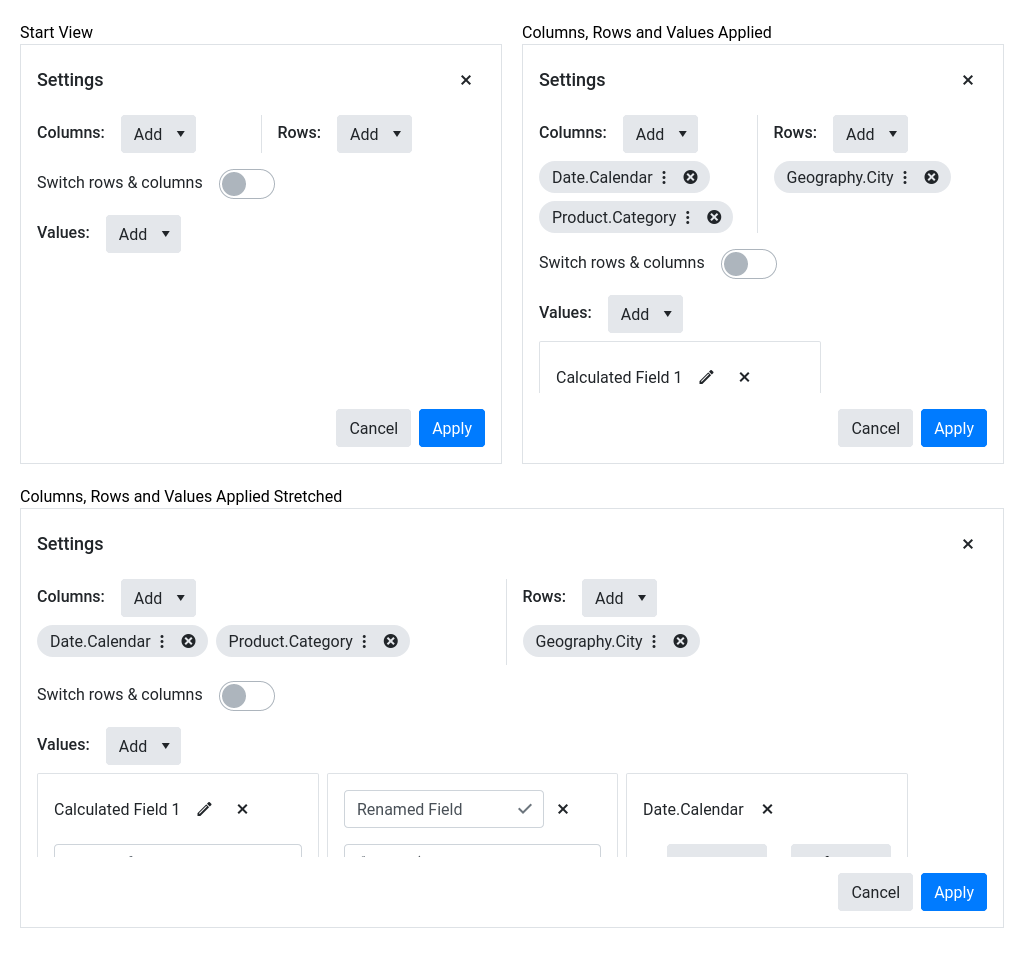 Start View
Settings
Columns: Add Rows: Add
Switch rows & columns
Values: Add
Cancel Apply
Columns, Rows and Values Applied
Settings
Columns: Add Rows: Add
Date.Calendar Geography.City
Product.Category
Switch rows & columns
Values: Add
Calculated Field 1
Cancel Apply
Columns, Rows and Values Applied Stretched
Settings
Columns: Add Rows: Add
Date.Calendar Product.Category Geography.City
Switch rows & columns
Values: Add
Calculated Field 1 Renamed Field Date.Calendar
Cancel Apply